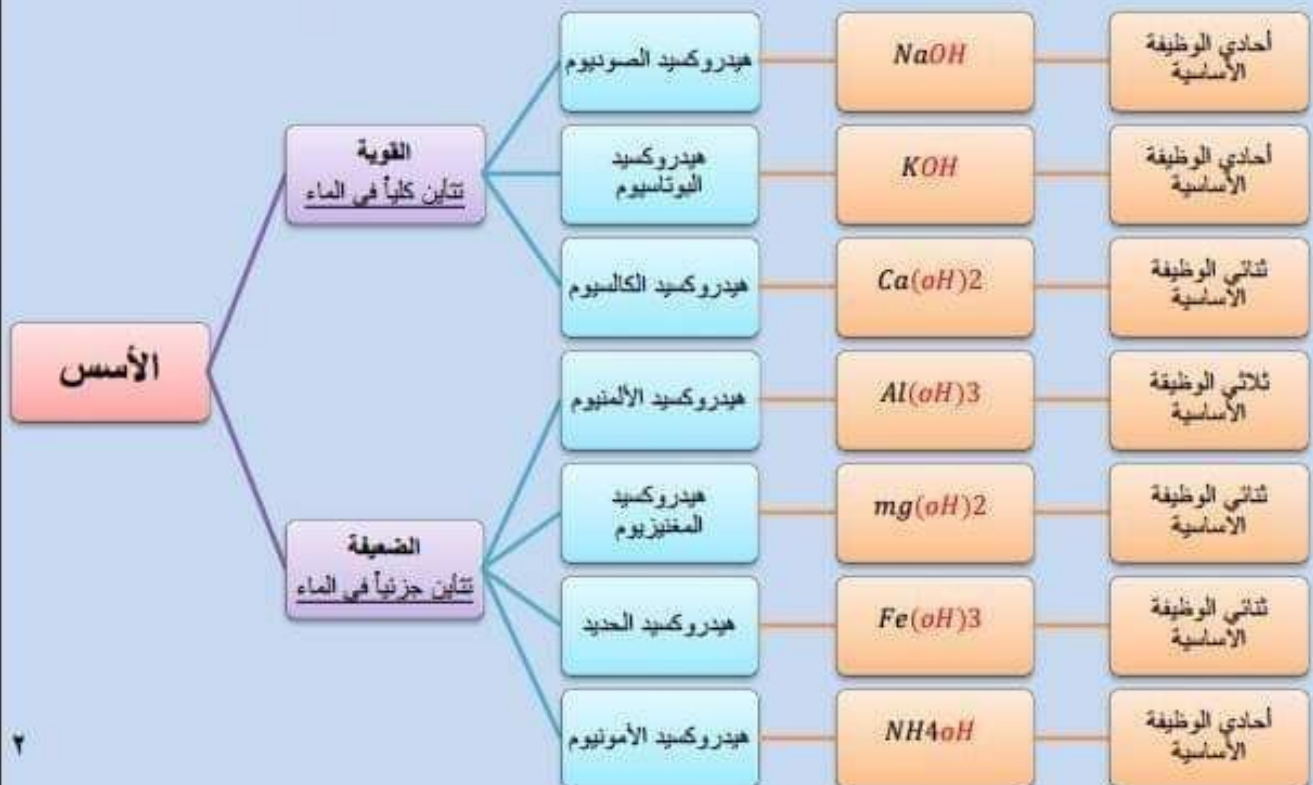 الأسس
القوية
تتأين كلياً في الماء
هيدروكسيد الصوديوم
NaOH
أحادي الوظيفة
الأساسية
هيدروكسيد
البوتاسيوم
KOH
أحادي الوظيفة
الأساسية
هيدروكسيد الكالسيوم
Ca(oH)2
ثنائي الوظيفة
الأساسية
الضعيفة
تتأين جزئياً في الماء
هيدروكسيد الألمنيوم
Al(oH)3
ثلاثي الوظيفة
الأساسية
هيدروكسيد
المغنيزيوم
mg(oH)2
ثنائي الوظيفة
الأساسية
هيدروكسيد الحديد
Fe(oH)3
ثنائي الوظيفة
الأساسية
هيدروكسيد الأمونيوم
NH4oH
أحادي الوظيفة
الأساسية
٢